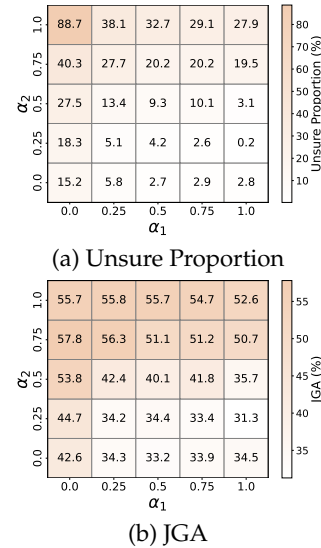 1.0 88.7 38.1 32.7 29.1 27.9
0.75 40.3 27.7 20.2 20.2 19.5
0.5 27.5 13.4 9.3 10.1 3.1
0.25 18.3 5.1 4.2 2.6 0.2
0.0 15.2 5.8 2.7 2.9 2.8
α2
0.0 0.25 0.5 0.75 1.0
α1
80
70
60
50
40
30
20
10
Unsure Proportion (%)
(a) Unsure Proportion
1.0 55.7 55.8 55.7 54.7 52.6
0.75 57.8 56.3 51.1 51.2 50.7
0.5 53.8 42.4 40.1 41.8 35.7
0.25 44.7 34.2 34.4 33.4 31.3
0.0 42.6 34.3 33.2 33.9 34.5
α2
0.0 0.25 0.5 0.75 1.0
α1
55
50
45
40
35
JGA (%)
(b) JGA